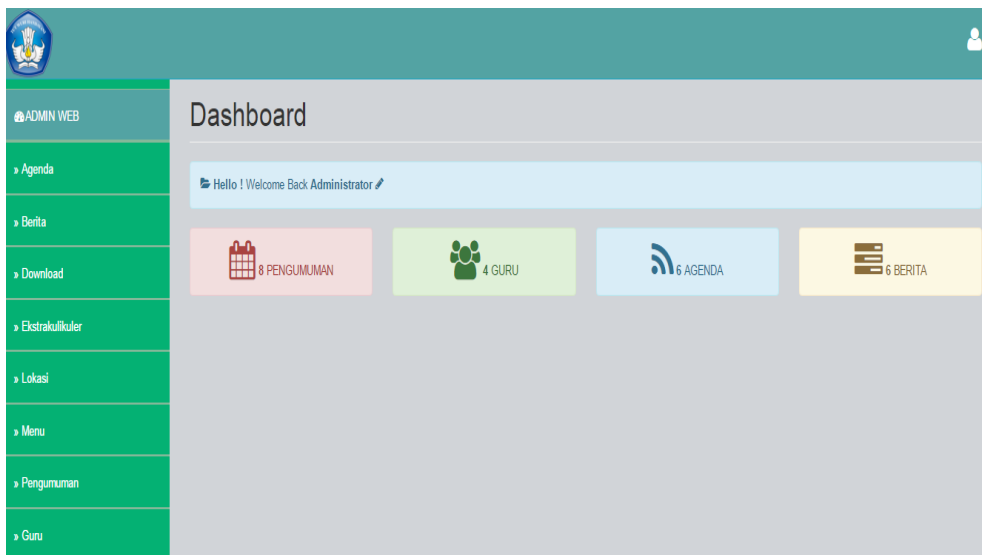 ADMIN WEB
» Agenda
» Berita
» Download
» Ekstrakulikuler
» Lokasi
» Menu
» Pengumuman
» Guru
Dashboard
Hello ! Welcome Back Administrator
8 PENGUMUMAN
4 GURU
6 AGENDA
6 BERITA